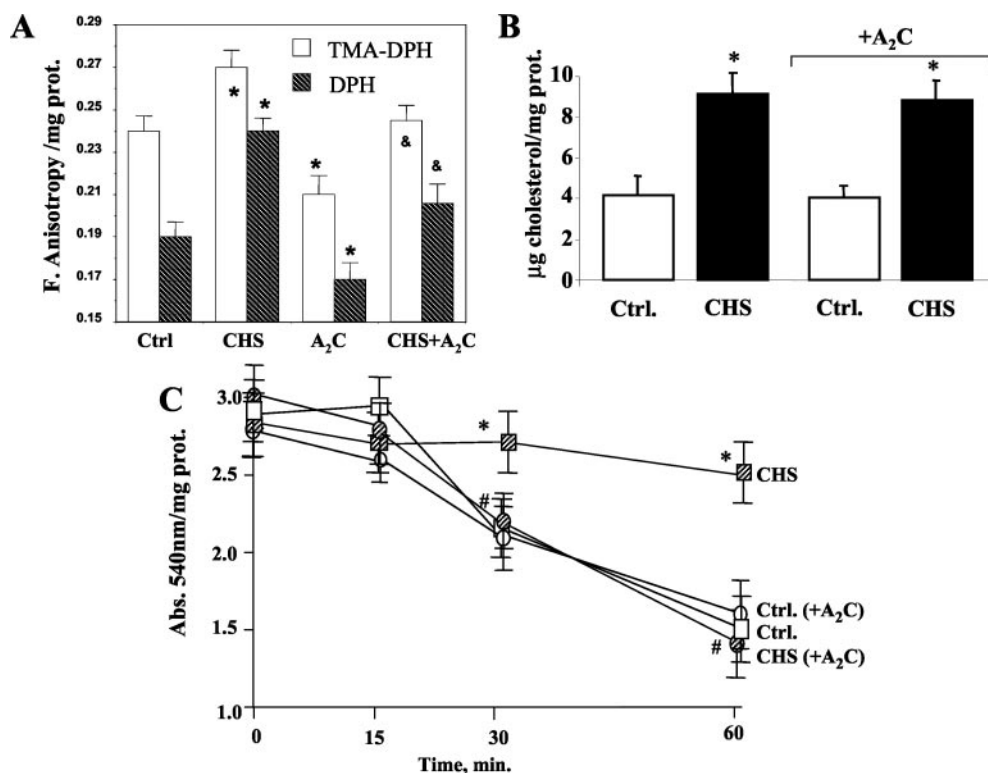 A
F. Anisotropy /mg prot.
0.29
0.27
0.25
0.23
0.21
0.19
0.17
0.15
TMA-DPH
DPH
*
*
*
*
&
&
Ctrl
CHS
A₂C
CHS+A₂C
B
+A₂C
µg cholesterol/mg prot.
10
8
6
4
2
0
*
*
Ctrl.
CHS
Ctrl.
CHS
C
Abs. 540nm/mg prot.
3.0
2.5
2.0
1.5
1.0
*
*
#
#
CHS
Ctrl. (+A₂C)
Ctrl.
CHS (+A₂C)
0
15
30
60
Time, min.